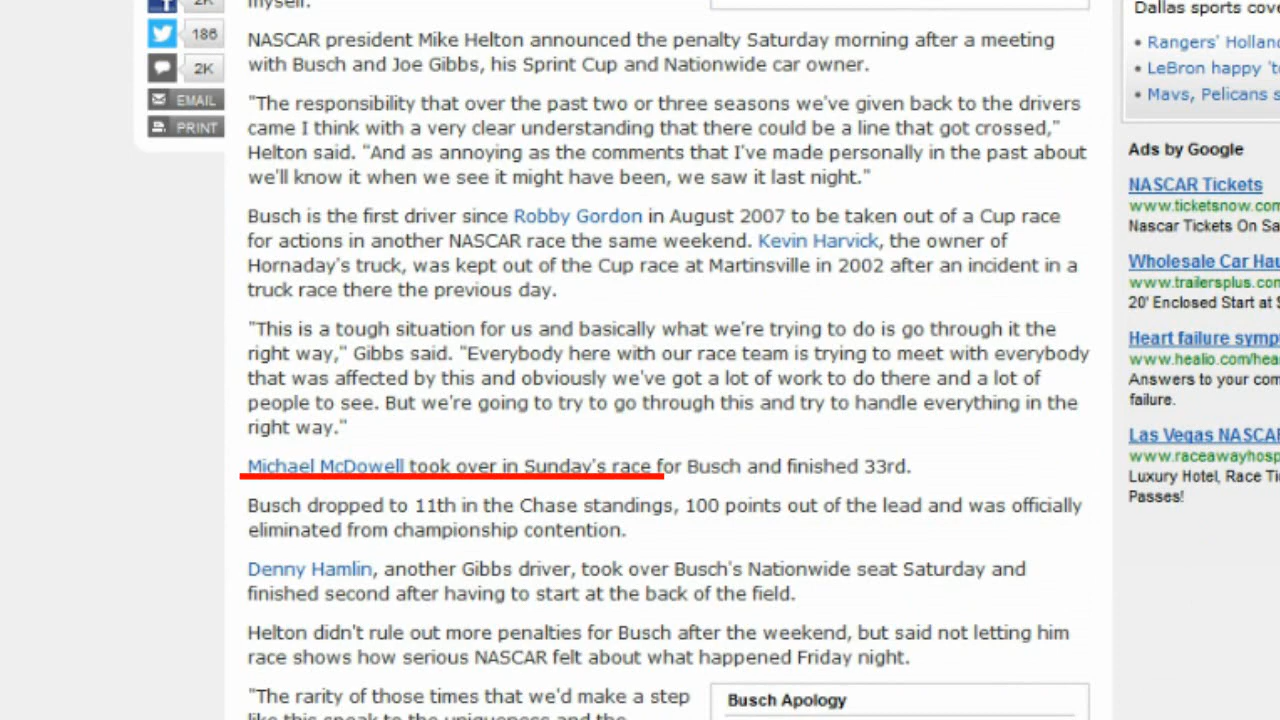 myself.
2K
186
2K
EMAIL
PRINT
NASCAR president Mike Helton announced the penalty Saturday morning after a meeting
with Busch and Joe Gibbs, his Sprint Cup and Nationwide car owner.
"The responsibility that over the past two or three seasons we've given back to the drivers
came I think with a very clear understanding that there could be a line that got crossed,"
Helton said. "And as annoying as the comments that I've made personally in the past about
we'll know it when we see it might have been, we saw it last night."
Busch is the first driver since Robby Gordon in August 2007 to be taken out of a Cup race
for actions in another NASCAR race the same weekend. Kevin Harvick, the owner of
Hornaday's truck, was kept out of the Cup race at Martinsville in 2002 after an incident in a
truck race there the previous day.
"This is a tough situation for us and basically what we're trying to do is go through it the
right way," Gibbs said. "Everybody here with our race team is trying to meet with everybody
that was affected by this and obviously we've got a lot of work to do there and a lot of
people to see. But we're going to try to go through this and try to handle everything in the
right way."
Michael McDowell took over in Sunday's race for Busch and finished 33rd.
Busch dropped to 11th in the Chase standings, 100 points out of the lead and was officially
eliminated from championship contention.
Denny Hamlin, another Gibbs driver, took over Busch's Nationwide seat Saturday and
finished second after having to start at the back of the field.
Helton didn't rule out more penalties for Busch after the weekend, but said not letting him
race shows how serious NASCAR felt about what happened Friday night.
"The rarity of those times that we'd make a step
like this speak to the uniqueness and the
Busch Apology
Dallas sports cove
• Rangers' Holland
• LeBron happy 'to
• Mavs, Pelicans s
Ads by Google
NASCAR Tickets
www.ticketsnow.com
Nascar Tickets On Sa
Wholesale Car Hau
www.trailersplus.com
20' Enclosed Start at $
Heart failure symp
www.healio.com/hea
Answers to your com
failure.
Las Vegas NASCAR
www.raceawayhosp
Luxury Hotel, Race Ti
Passes!